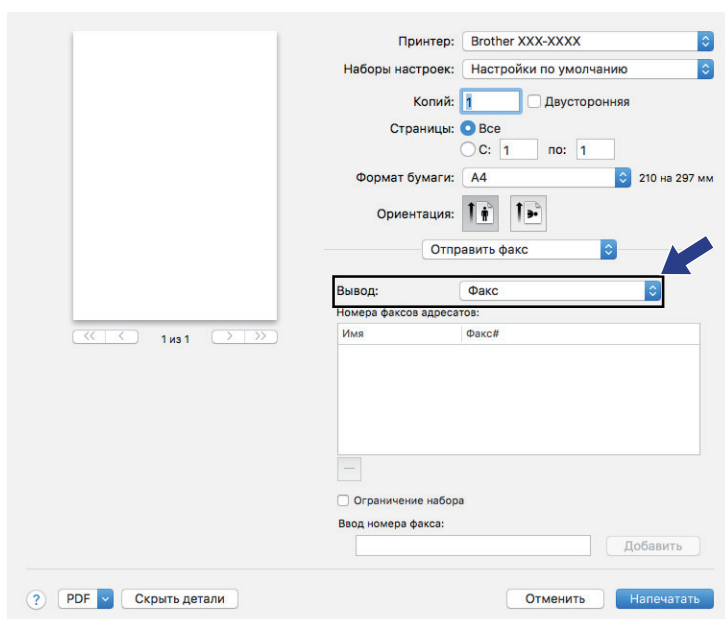 Принтер: Brother XXX-XXXX
Наборы настроек: Настройки по умолчанию
Копий: 1 Двусторонняя
Страницы: Все
С: 1 по: 1
Формат бумаги: A4 210 на 297 мм
Ориентация:
Отправить факс
Вывод: Факс
Номера факсов адресатов:
Имя Факс#
1 из 1
Ограничение набора
Ввод номера факса:
Добавить
? PDF Скрыть детали Отменить Напечатать